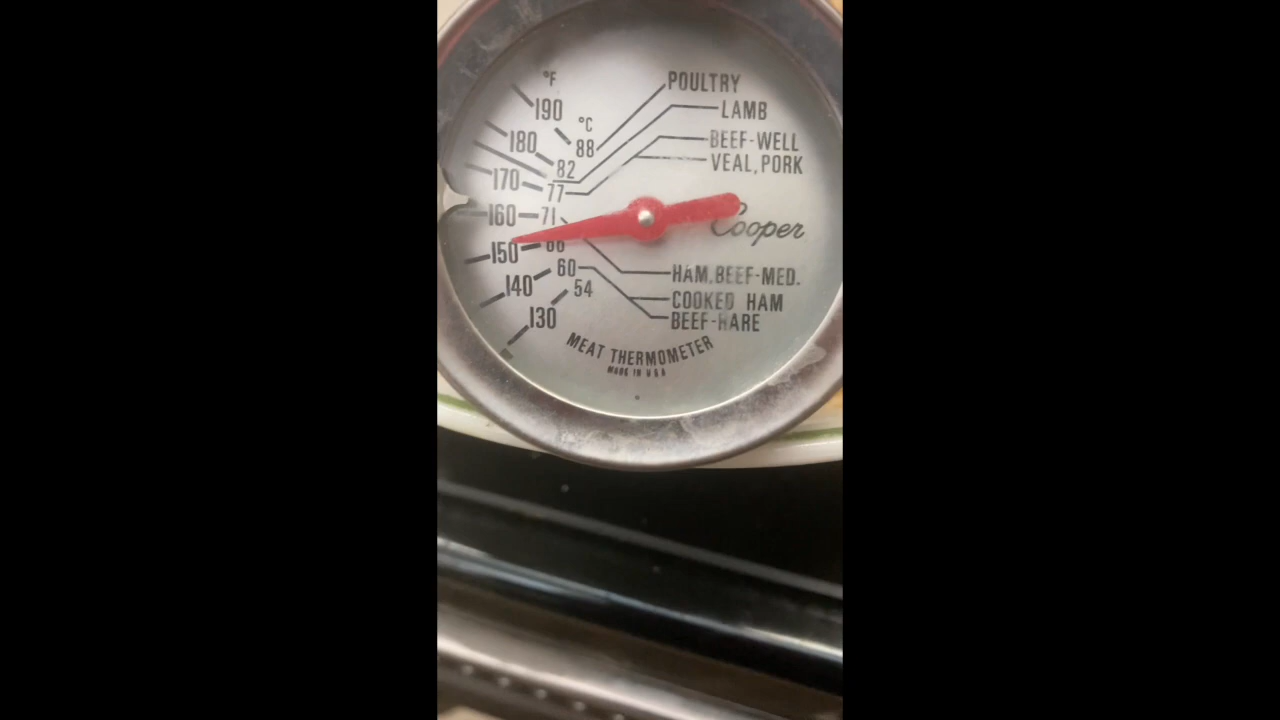 °F
POULTRY
190
LAMB
°C
180
88
BEEF-WELL
82
VEAL, PORK
170
77
160
71
Cooper
150
140
60
HAM, BEEF-MED.
54
COOKED HAM
130
BEEF-RARE
MEAT THERMOMETER
MADE IN USA